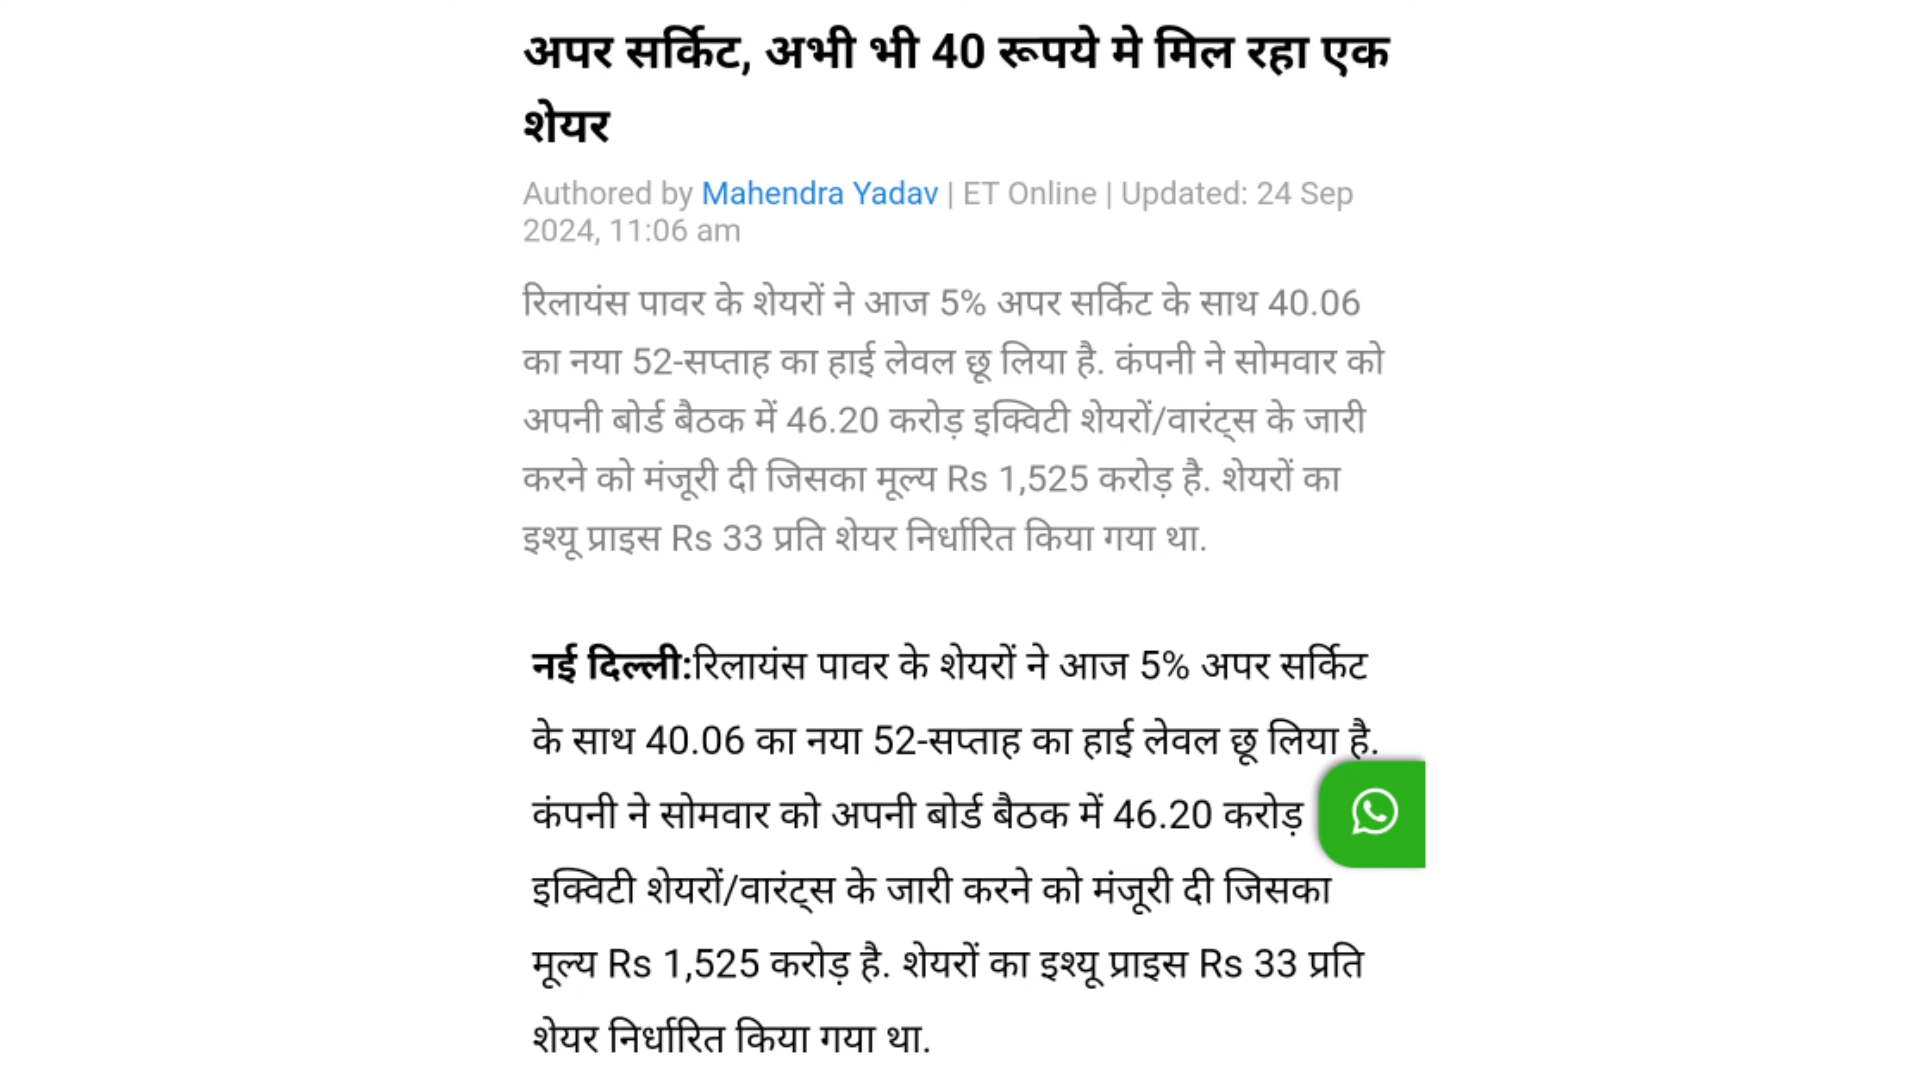 अपर सर्किट, अभी भी 40 रूपये मे मिल रहा एक
शेयर
Authored by Mahendra Yadav | ET Online | Updated: 24 Sep
2024, 11:06 am
रिलायंस पावर के शेयरों ने आज 5% अपर सर्किट के साथ 40.06
का नया 52-सप्ताह का हाई लेवल छू लिया है. कंपनी ने सोमवार को
अपनी बोर्ड बैठक में 46.20 करोड़ इक्विटी शेयरों/वारंट्स के जारी
करने को मंजूरी दी जिसका मूल्य Rs 1,525 करोड़ है. शेयरों का
इश्यू प्राइस Rs 33 प्रति शेयर निर्धारित किया गया था.
नई दिल्ली:रिलायंस पावर के शेयरों ने आज 5% अपर सर्किट
के साथ 40.06 का नया 52-सप्ताह का हाई लेवल छू लिया है.
कंपनी ने सोमवार को अपनी बोर्ड बैठक में 46.20 करोड़
इक्विटी शेयरों/वारंट्स के जारी करने को मंजूरी दी जिसका
मूल्य Rs 1,525 करोड़ है. शेयरों का इश्यू प्राइस Rs 33 प्रति
शेयर निर्धारित किया गया था.